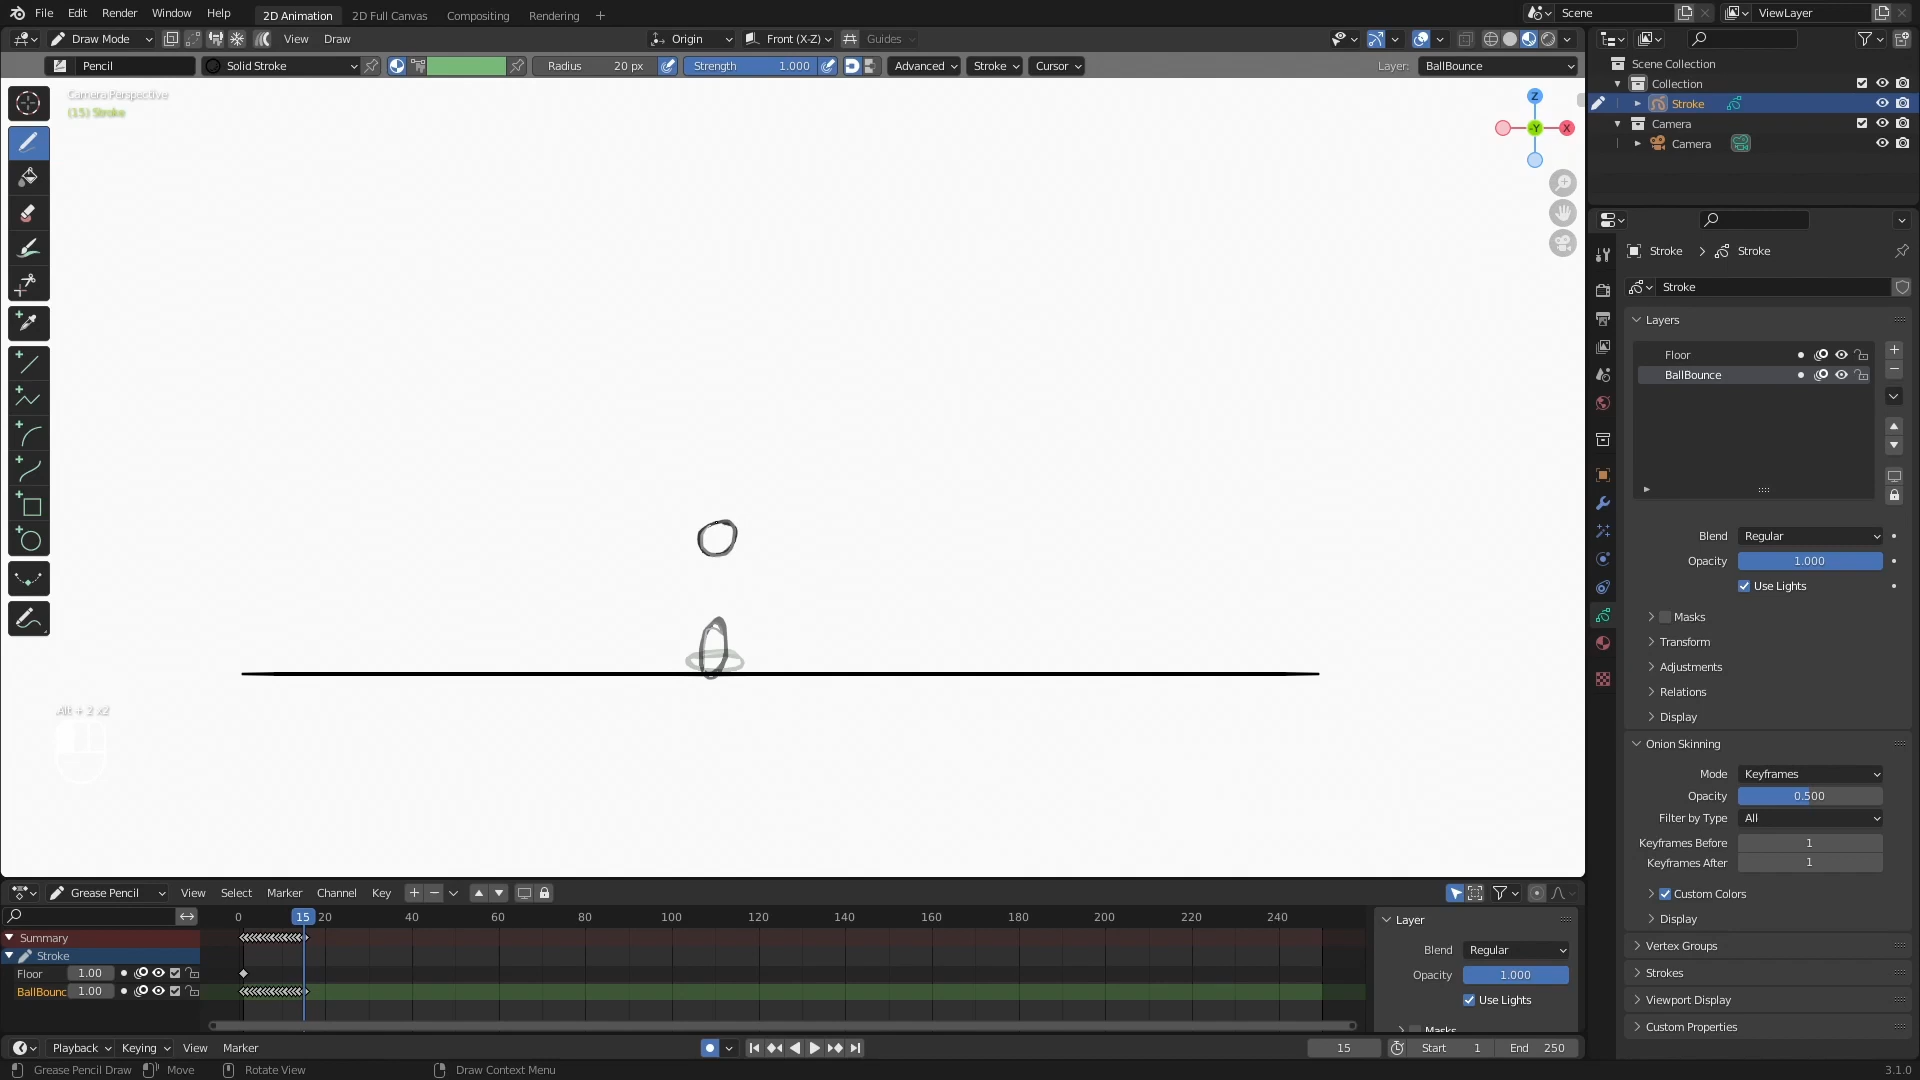 File Edit Render Window Help 2D Animation 2D Full Canvas Compositing Rendering + Scene ViewLayer
Draw Mode View Draw Origin Front (X-Z) Guides
Pencil Solid Stroke Radius 20 px Strength 1.000 Advanced Stroke Cursor Layer: BallBounce
Camera Perspective
(15) Stroke
Z
-Y
X
Alt + 2 x2
Scene Collection
Collection
Stroke
Camera
Camera
Stroke Stroke
Stroke
Layers
Floor
BallBounce
Blend Regular
Opacity 1.000
Use Lights
Masks
Transform
Adjustments
Relations
Display
Onion Skinning
Mode Keyframes
Opacity 0.500
Filter by Type All
Keyframes Before 1
Keyframes After 1
Custom Colors
Display
Vertex Groups
Strokes
Viewport Display
Custom Properties
Grease Pencil View Select Marker Channel Key
0 15 20 40 60 80 100 120 140 160 180 200 220 240
Summary
Stroke
Floor 1.00
BallBounc 1.00
Layer
Blend Regular
Opacity 1.000
Use Lights
Masks
Playback Keying View Marker 15 Start 1 End 250
Grease Pencil Draw Move Rotate View Draw Context Menu 3.1.0